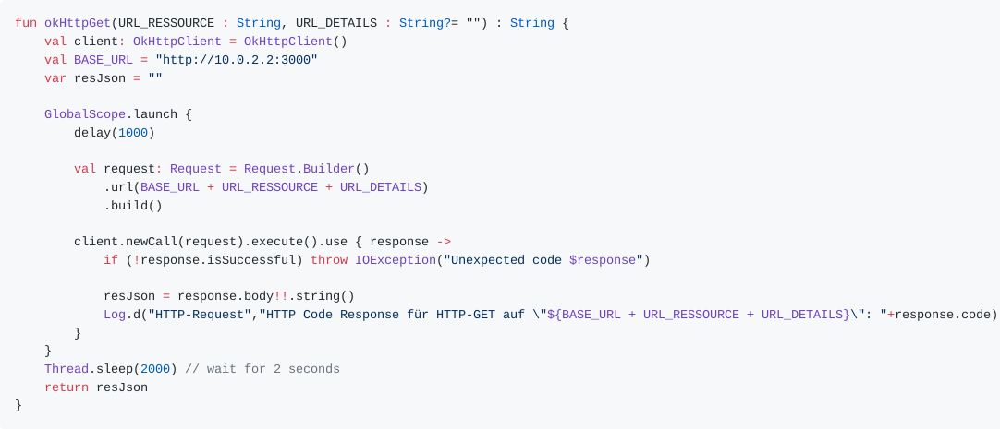 fun okHttpGet(URL_RESSOURCE : String, URL_DETAILS : String?= "") : String {
    val client: OkHttpClient = OkHttpClient()
    val BASE_URL = "http://10.0.2.2:3000"
    var resJson = ""

    GlobalScope.launch {
        delay(1000)

        val request: Request = Request.Builder()
            .url(BASE_URL + URL_RESSOURCE + URL_DETAILS)
            .build()

        client.newCall(request).execute().use { response ->
            if (!response.isSuccessful) throw IOException("Unexpected code $response")

            resJson = response.body!!.string()
            Log.d("HTTP-Request","HTTP Code Response für HTTP-GET auf \"${BASE_URL + URL_RESSOURCE + URL_DETAILS}\": "+response.code)
        }
    }
    Thread.sleep(2000) // wait for 2 seconds
    return resJson
}